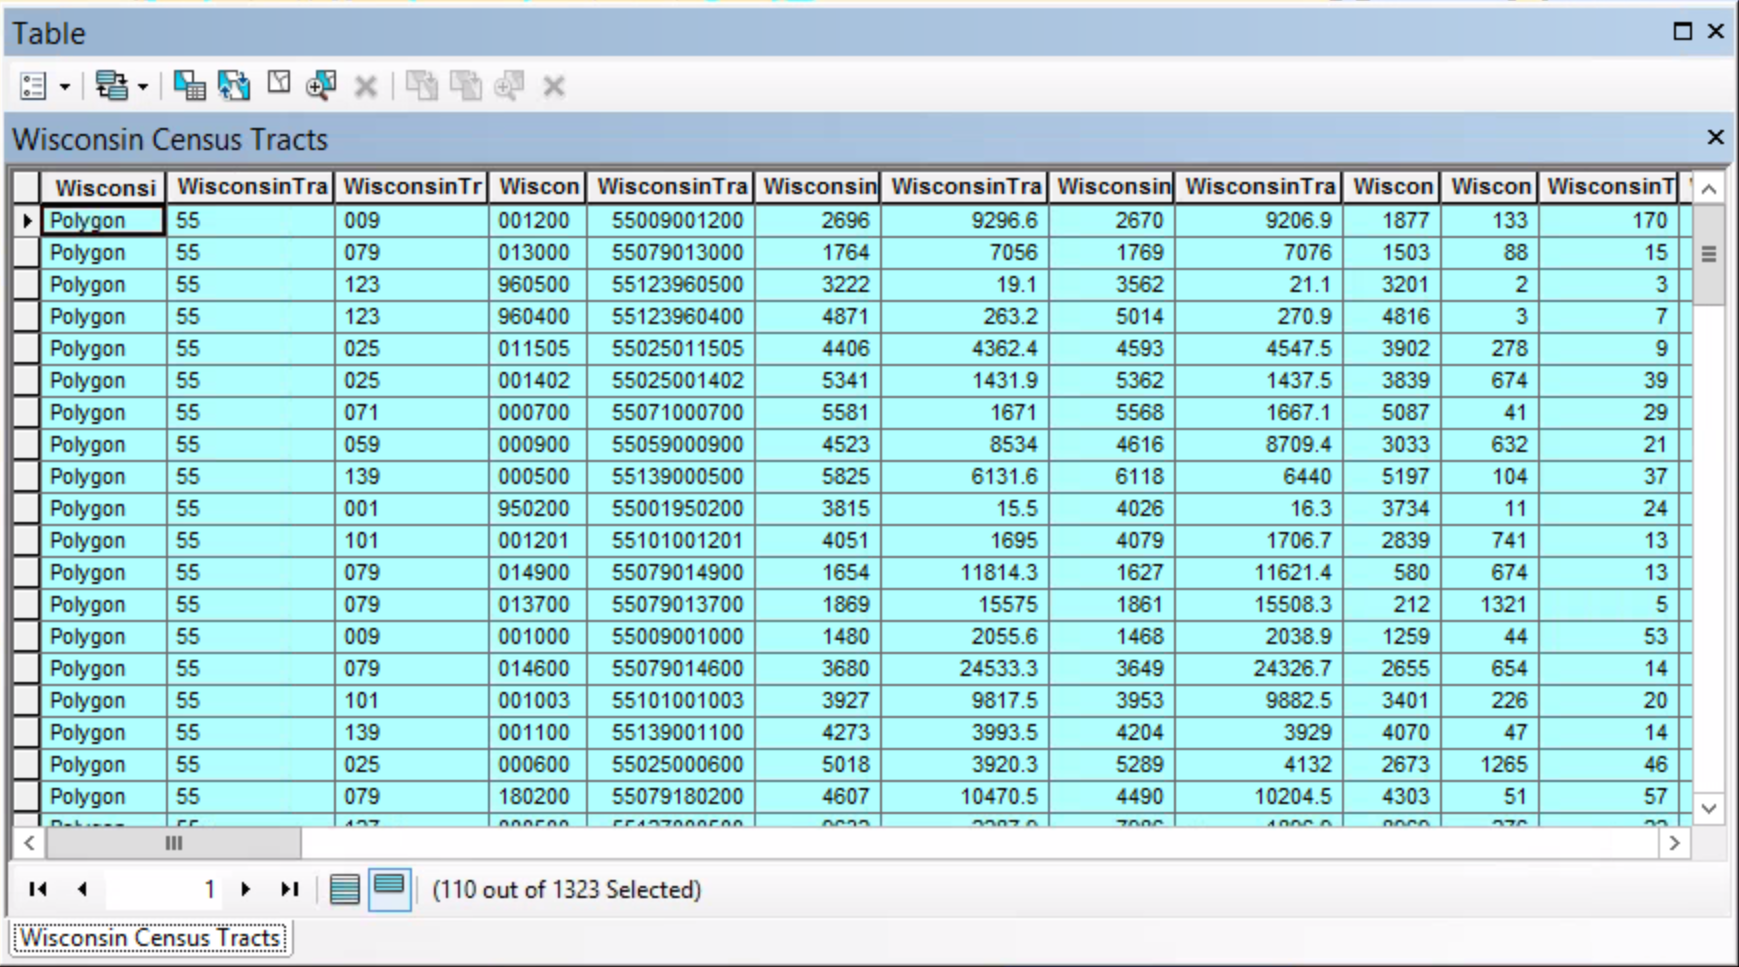 Table
Wisconsin Census Tracts
Wisconsi WisconsinTra WisconsinTr Wiscon WisconsinTra Wisconsin WisconsinTra Wisconsin WisconsinTra Wiscon Wiscon WisconsinT
Polygon 55 009 001200 55009001200 2696 9296.6 2670 9206.9 1877 133 170
Polygon 55 079 013000 55079013000 1764 7056 1769 7076 1503 88 15
Polygon 55 123 960500 55123960500 3222 19.1 3562 21.1 3201 2 3
Polygon 55 123 960400 55123960400 4871 263.2 5014 270.9 4816 3 7
Polygon 55 025 011505 55025011505 4406 4362.4 4593 4547.5 3902 278 9
Polygon 55 025 001402 55025001402 5341 1431.9 5362 1437.5 3839 674 39
Polygon 55 071 000700 55071000700 5581 1671 5568 1667.1 5087 41 29
Polygon 55 059 000900 55059000900 4523 8534 4616 8709.4 3033 632 21
Polygon 55 139 000500 55139000500 5825 6131.6 6118 6440 5197 104 37
Polygon 55 001 950200 55001950200 3815 15.5 4026 16.3 3734 11 24
Polygon 55 101 001201 55101001201 4051 1695 4079 1706.7 2839 741 13
Polygon 55 079 014900 55079014900 1654 11814.3 1627 11621.4 580 674 13
Polygon 55 079 013700 55079013700 1869 15575 1861 15508.3 212 1321 5
Polygon 55 009 001000 55009001000 1480 2055.6 1468 2038.9 1259 44 53
Polygon 55 079 014600 55079014600 3680 24533.3 3649 24326.7 2655 654 14
Polygon 55 101 001003 55101001003 3927 9817.5 3953 9882.5 3401 226 20
Polygon 55 139 001100 55139001100 4273 3993.5 4204 3929 4070 47 14
Polygon 55 025 000600 55025000600 5018 3920.3 5289 4132 2673 1265 46
Polygon 55 079 180200 55079180200 4607 10470.5 4490 10204.5 4303 51 57
1 (110 out of 1323 Selected)
Wisconsin Census Tracts